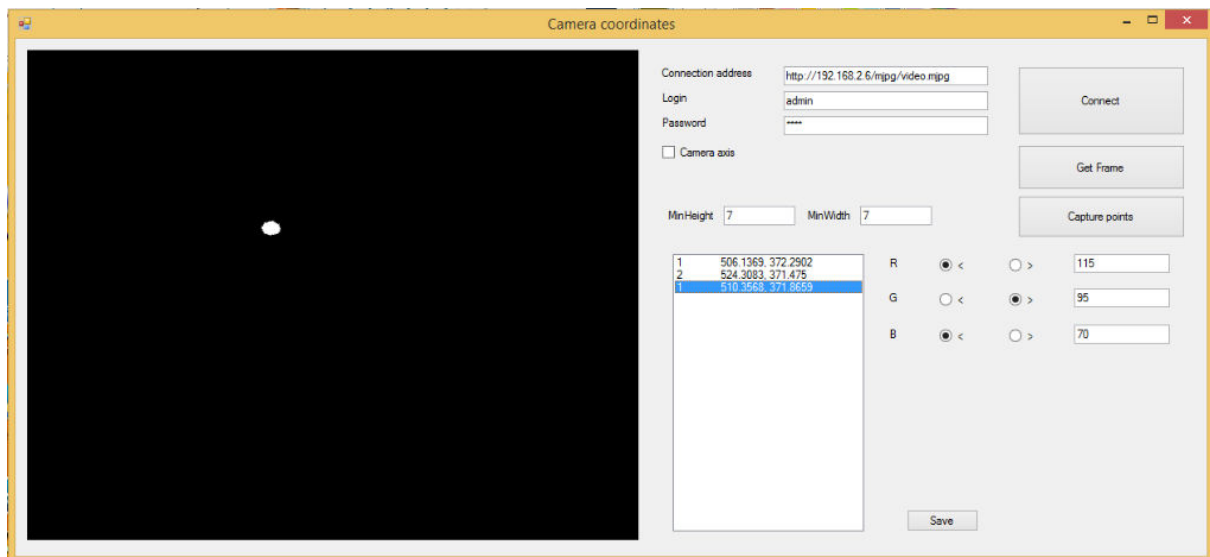 Camera coordinates
Connection address http://192.168.2.6/mjpg/video.mjpg
Connect
Login admin
Password ****
Camera axis
Get Frame
MinHeight 7 MinWidth 7
Capture points
1 506.1369, 372.2902
2 524.3083, 371.475
1 510.3568, 371.8659
R < > 115
G < > 95
B < > 70
Save